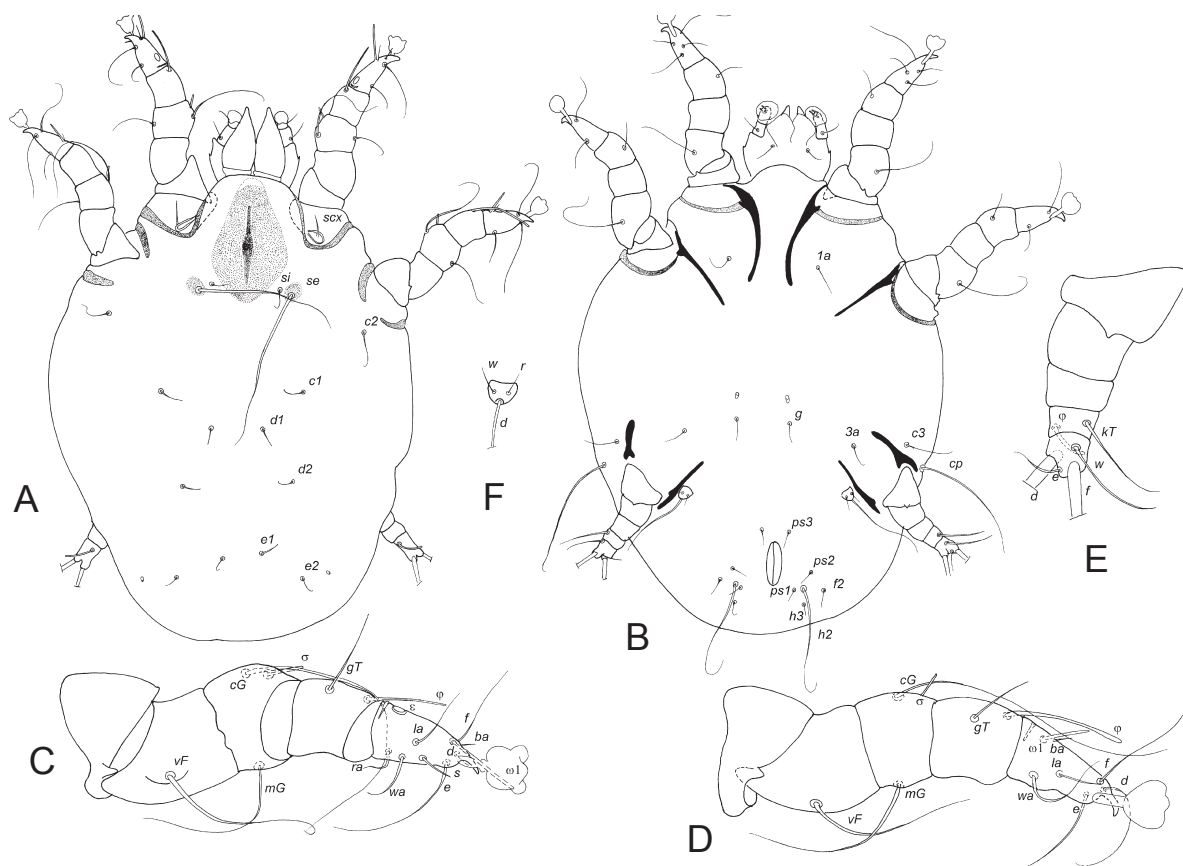 scx
si
se
c2
c1
d1
d2
e1
e2
A
w
r
d
F
1a
g
3a
c3
cp
ps3
ps2
ps1
f2
h3
h2
B
φ
kT
w
e
f
d
E
σ
cG
gT
φ
ε
la
f
ba
d
ω1
s
e
wa
ra
vF
mG
C
cG
σ
gT
φ
ω1
ba
la
f
d
wa
e
mG
vF
D